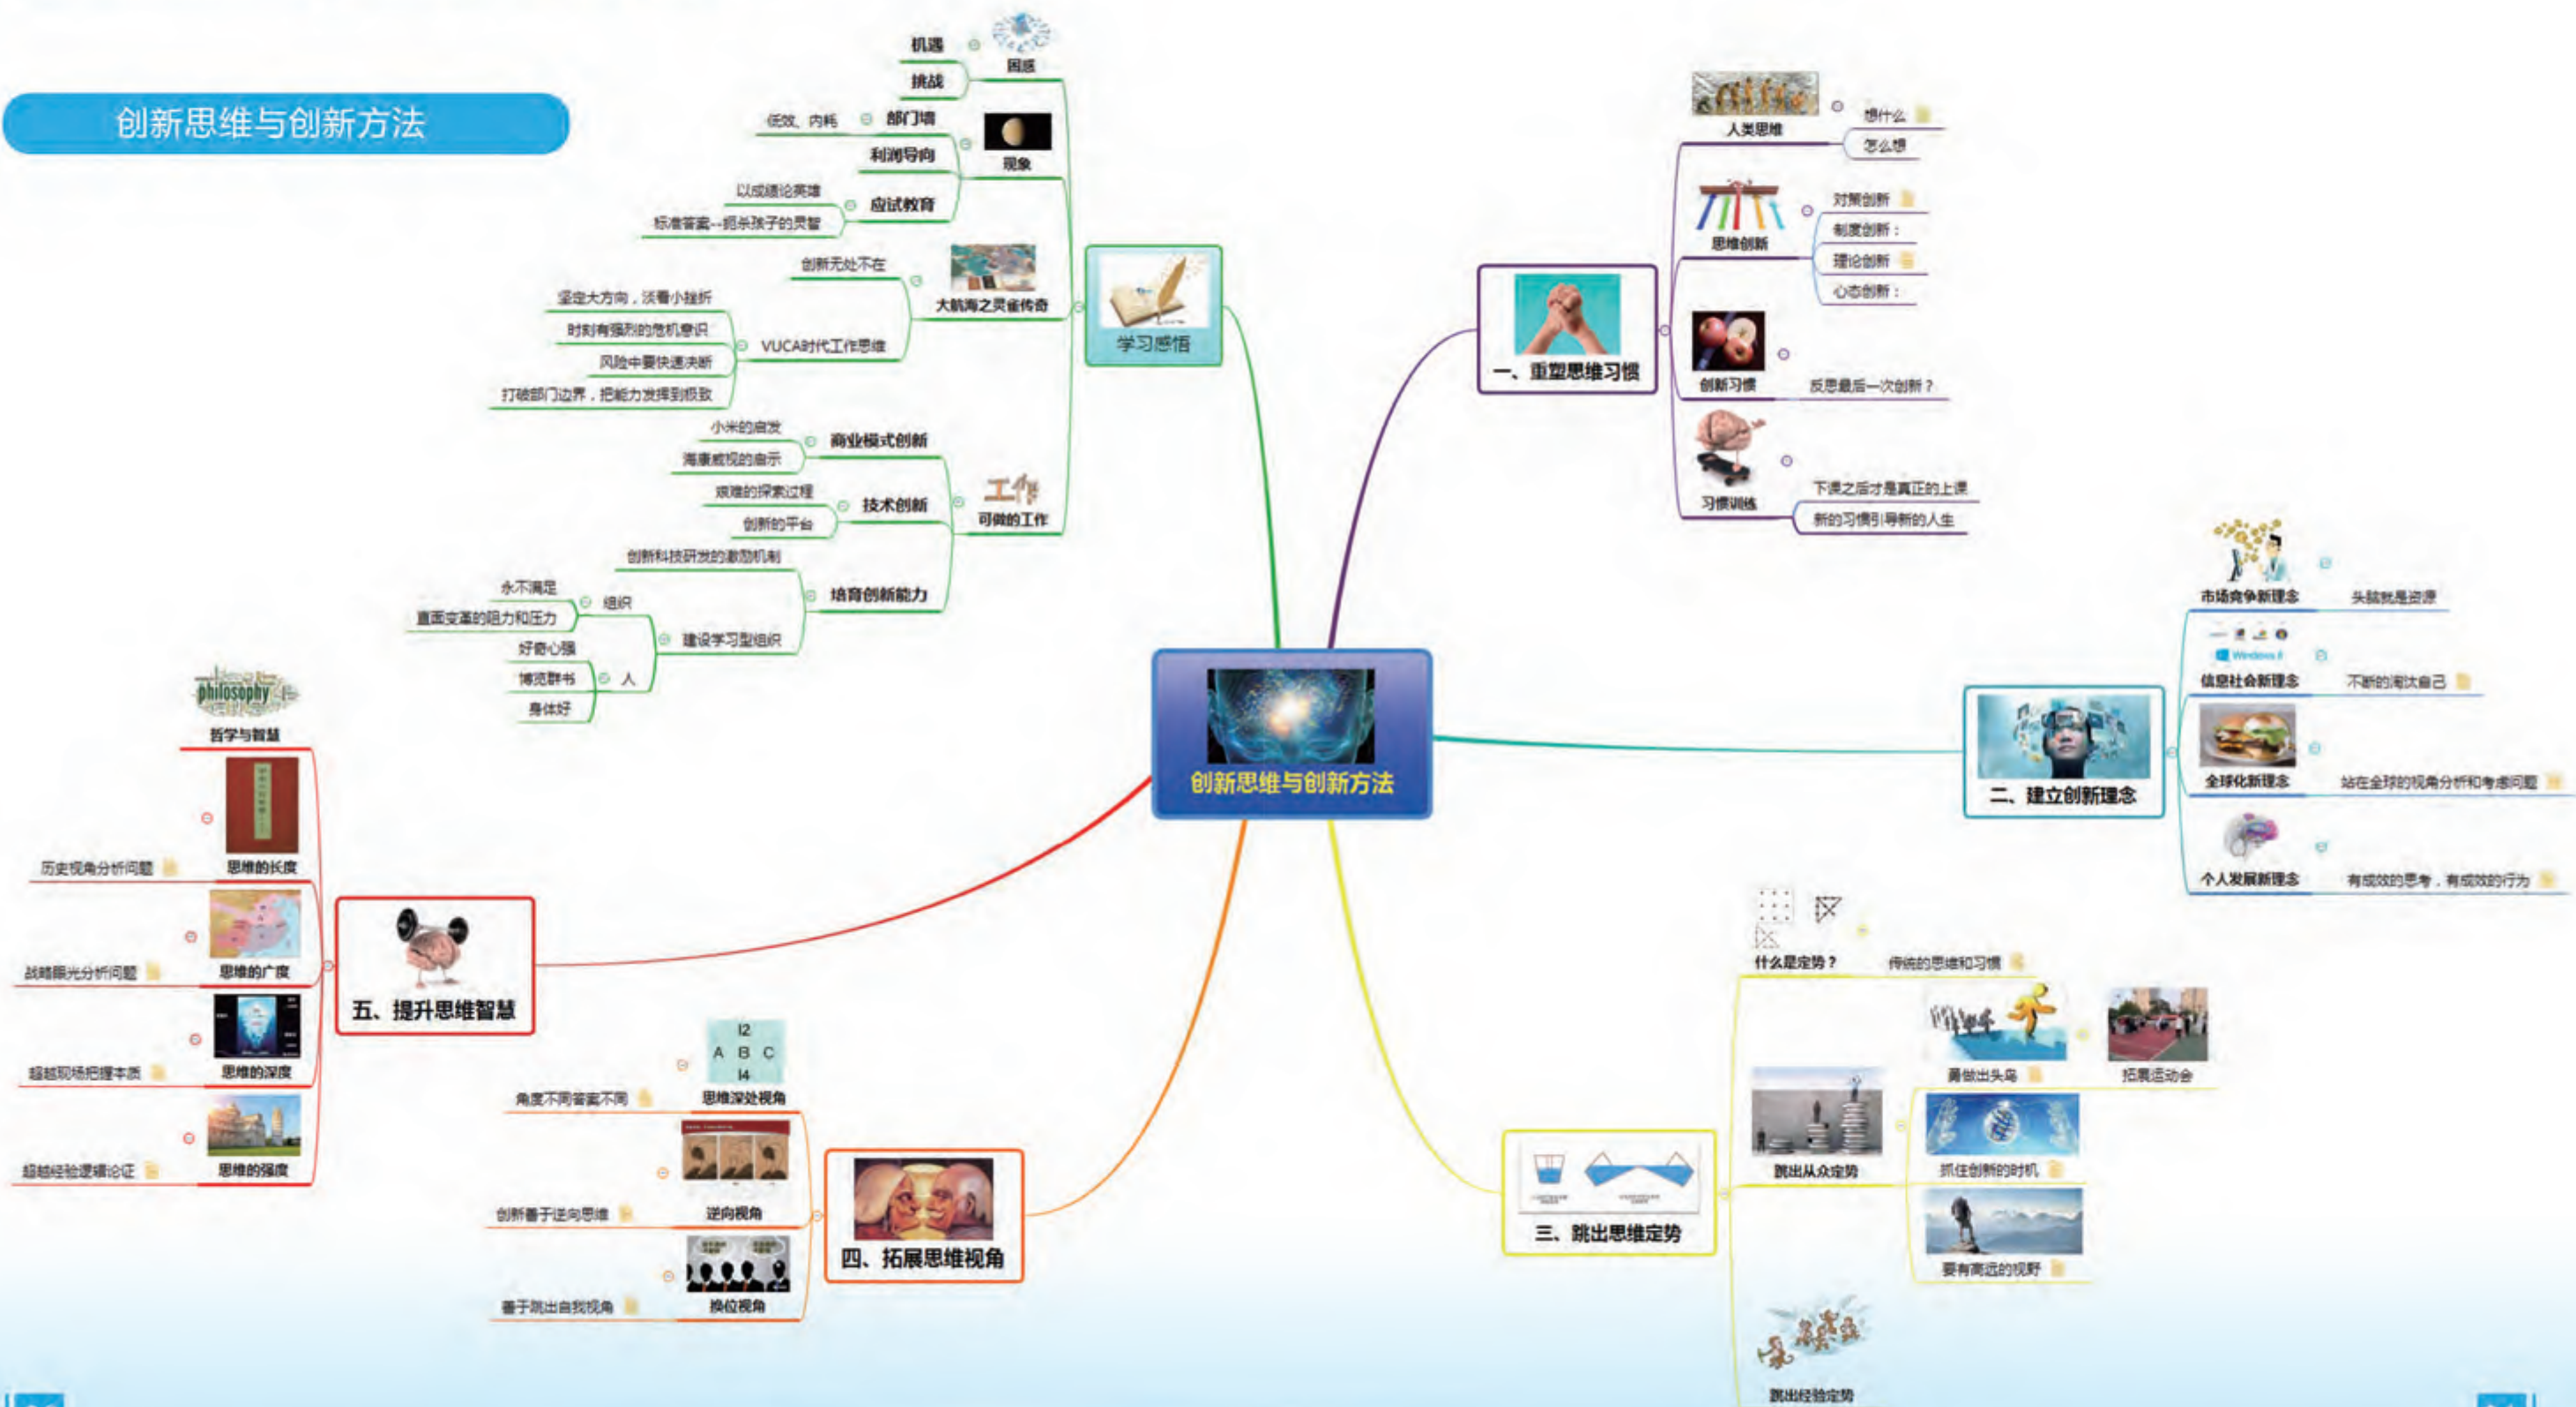 创新思维与创新方法
创新思维与创新方法
学习感悟
困惑
机遇
挑战
现象
部门墙
低效、内耗
利润导向
应试教育
以成绩论英雄
标准答案--扼杀孩子的灵智
大航海之灵雀传奇
创新无处不在
VUCA时代工作思维
坚定大方向，淡看小挫折
时刻有强烈的危机意识
风险中要快速决断
打破部门边界，把能力发挥到极致
工作
可做的工作
商业模式创新
小米的启发
海康威视的启示
技术创新
艰难的探索过程
创新的平台
培育创新能力
创新科技研发的激励机制
建设学习型组织
组织
永不满足
直面变革的阻力和压力
人
好奇心强
博览群书
身体好
一、重塑思维习惯
人类思维
想什么
怎么想
思维创新
对策创新
制度创新：
理论创新
心态创新：
创新习惯
反思最后一次创新？
习惯训练
下课之后才是真正的上课
新的习惯引导新的人生
二、建立创新理念
市场竞争新理念
头脑就是资源
Windows 8
信息社会新理念
不断的淘汰自己
全球化新理念
站在全球的视角分析和考虑问题
个人发展新理念
有成效的思考，有成效的行为
三、跳出思维定势
什么是定势？
传统的思维和习惯
跳出从众定势
勇做出头鸟
拓展运动会
抓住创新的时机
要有高远的视野
跳出经验定势
四、拓展思维视角
12
A B C
14
思维深处视角
角度不同答案不同
逆向视角
创新善于逆向思维
换位视角
善于跳出自我视角
五、提升思维智慧
philosophy
哲学与智慧
思维的长度
历史视角分析问题
思维的广度
战略眼光分析问题
思维的深度
超越现场把握本质
思维的强度
超越经验逻辑论证